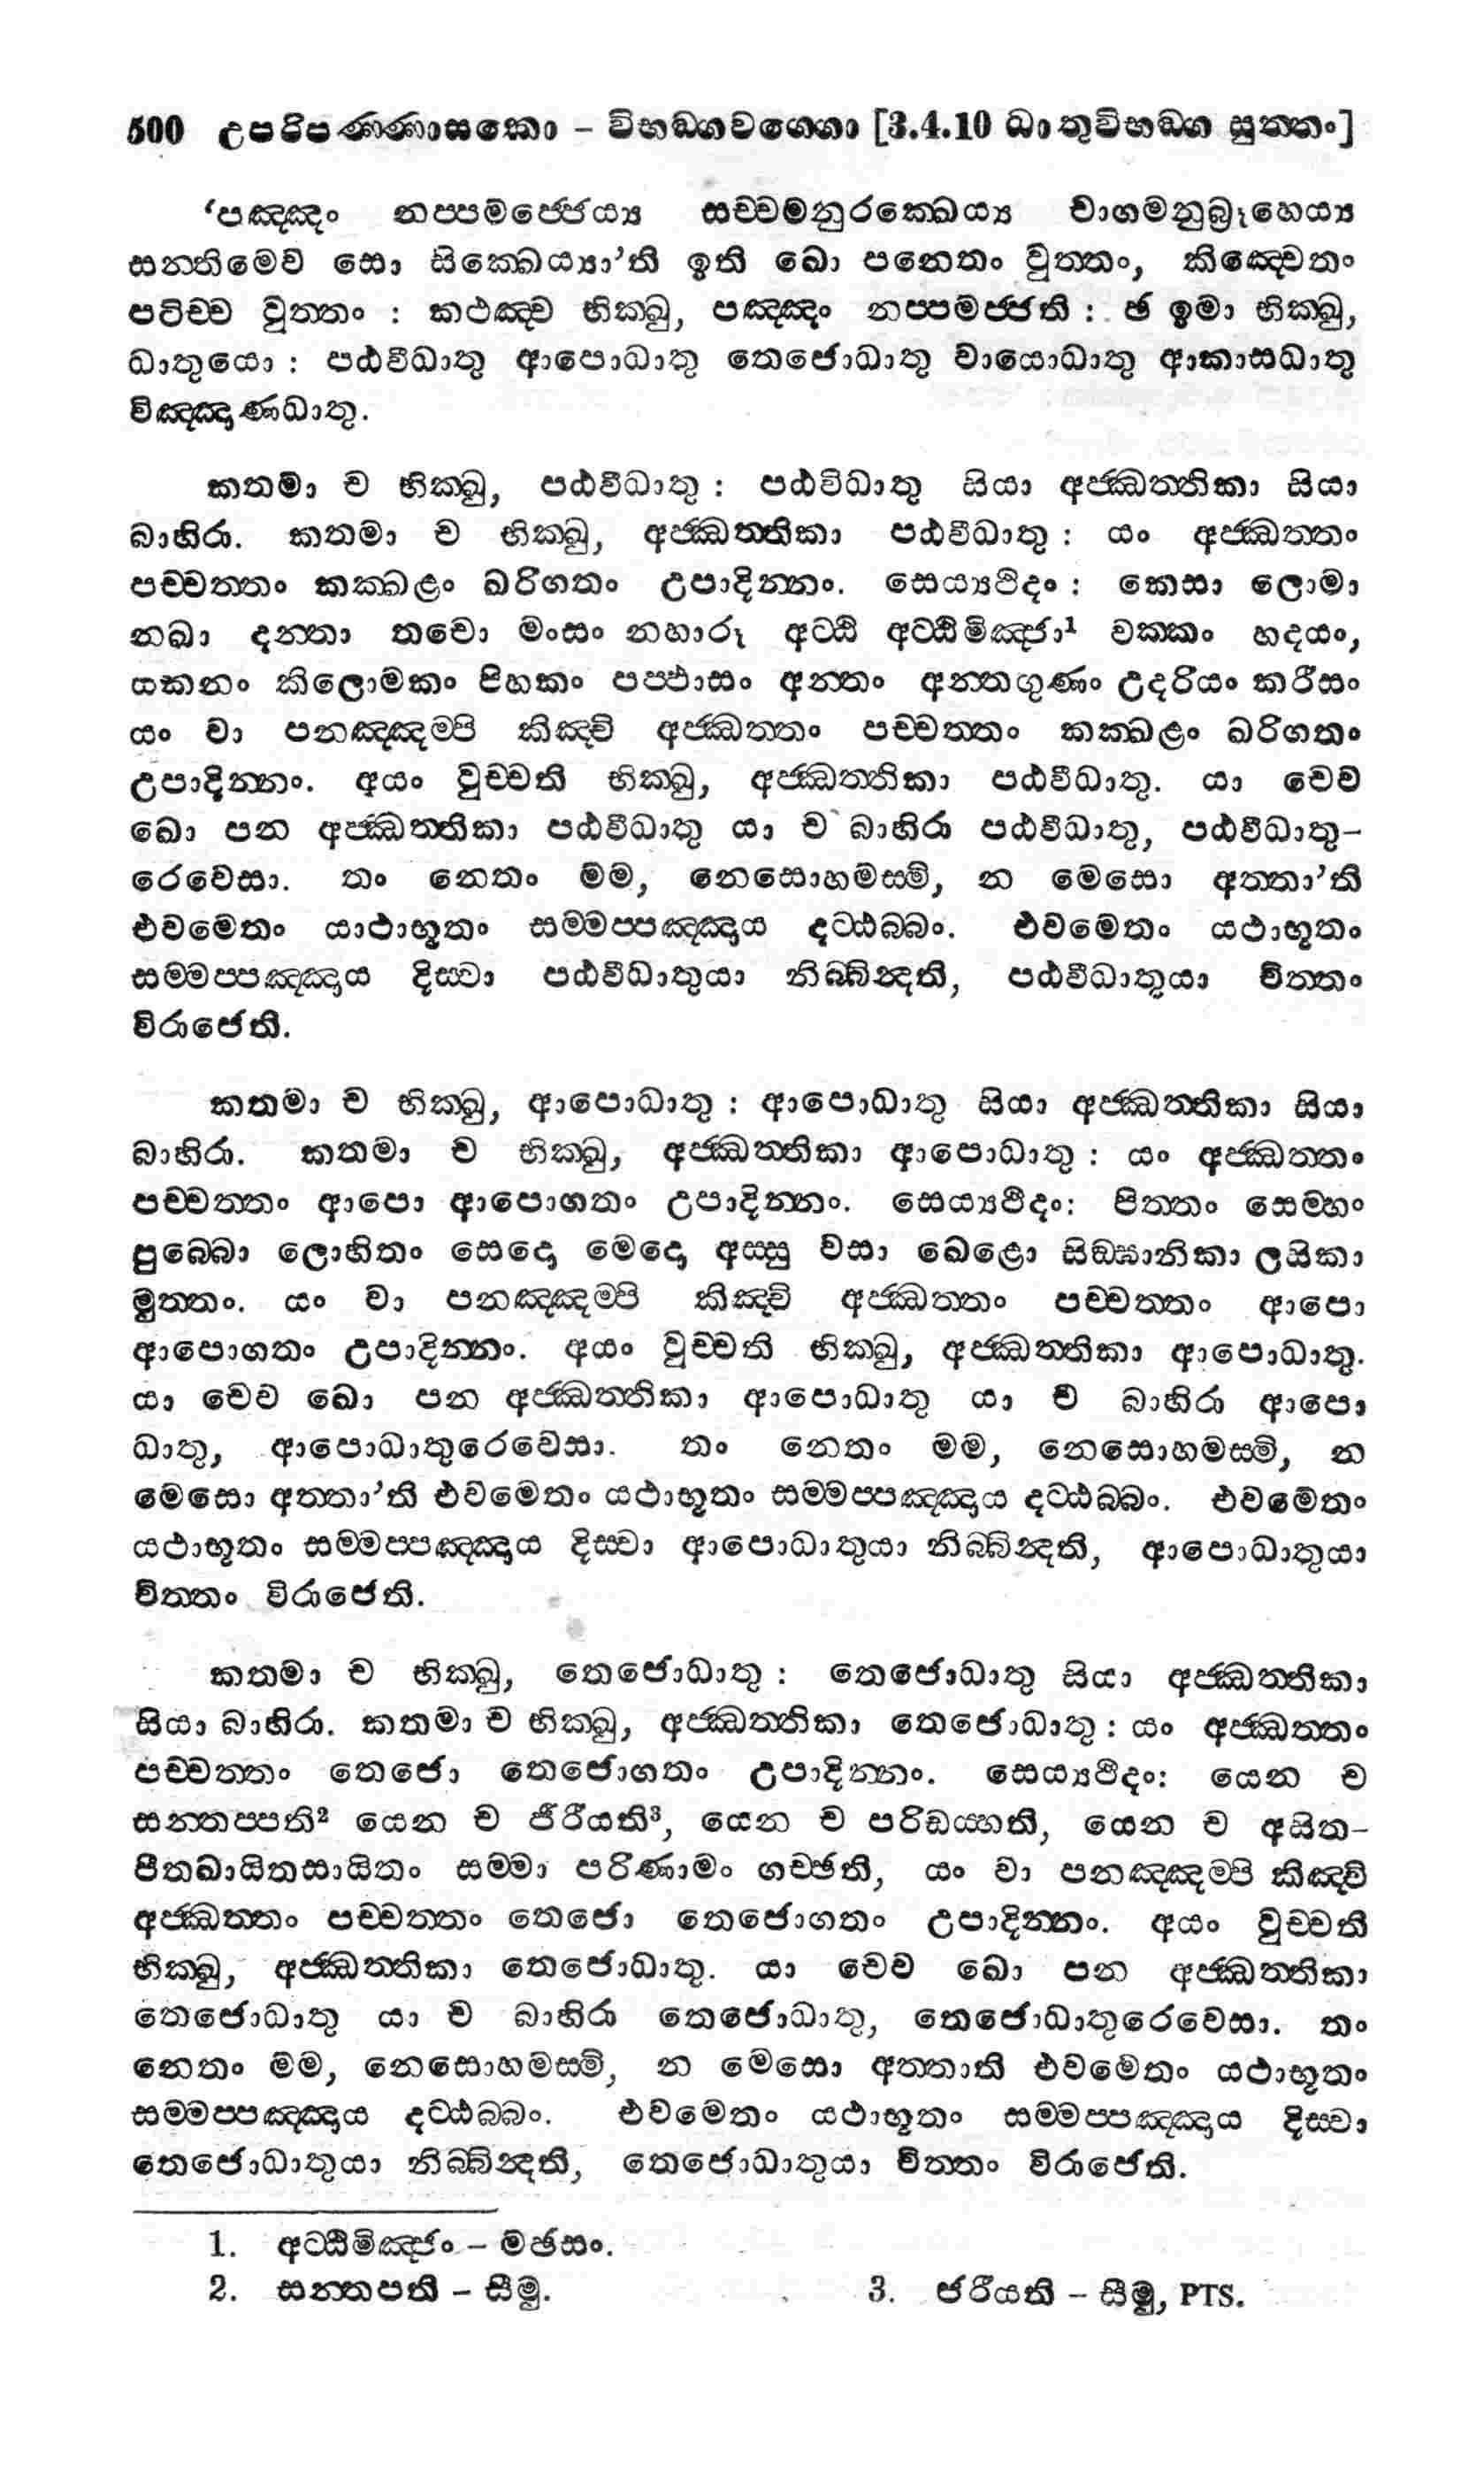 500 උපරිපණ්ණාසකො – විභඞ්ගවග්ගො [3.4.10 ධාතුවිභඞ්ග සුත්තං]
‘පඤ්ඤං නප්පමජ්ජෙය්‍ය සච්චමනුරක්ඛෙය්‍ය චාගමනුබ්‍රෑහෙය්‍ය
සන්තිමෙව සො සික්ඛෙය්‍යා’ති ඉති ඛො පනෙතං වුත්තං, කිඤ්චෙතං
පටිච්ච වුත්තං : කථඤ්ච භික්ඛු, පඤ්ඤං නප්පමජ්ජති : ඡ ඉමා භික්ඛු,
ධාතුයො : පඨවීධාතු ආපොධාතු තෙජොධාතු වායොධාතු ආකාසධාතු
විඤ්ඤාණධාතු.
කතමා ච භික්ඛු, පඨවීධාතු : පඨවිධාතු සියා අජ්ඣත්තිකා සියා
බාහිරා. කතමා ච භික්ඛු, අජ්ඣත්තිකා පඨවීධාතු : යං අජ්ඣත්තං
පච්චත්තං කක්ඛළං ඛරිගතං උපාදින්නං. සෙය්‍යථිදං : කෙසා ලොමා
නඛා දන්තා තචො මංසං නහාරූ අට්ඨි අට්ඨිමිඤ්ජා¹ වක්කං හදයං,
යකනං කිලොමකං පිහකං පප්ඵාසං අන්තං අන්තගුණං උදරියං කරීසං
යං වා පනඤ්ඤම්පි කිඤ්චි අජ්ඣත්තං පච්චත්තං කක්ඛළං ඛරිගතං
උපාදින්නං. අයං වුච්චති භික්ඛු, අජ්ඣත්තිකා පඨවීධාතු. යා චෙව
ඛො පන අජ්ඣත්තිකා පඨවීධාතු යා ච බාහිරා පඨවීධාතු, පඨවීධාතු–
රෙවෙසා. තං නෙතං මම, නෙසොහමස්මි, න මෙසො අත්තා’ති
එවමෙතං යාථාභූතං සම්මප්පඤ්ඤාය දට්ඨබ්බං. එවමෙතං යථාභූතං
සම්මප්පඤ්ඤාය දිස්වා පඨවීධාතුයා නිබ්බින්දති, පඨවීධාතුයා චිත්තං
විරාජෙති.
කතමා ච භික්ඛු, ආපොධාතු : ආපොධාතු සියා අජ්ඣත්තිකා සියා
බාහිරා. කතමා ච භික්ඛු, අජ්ඣත්තිකා ආපොධාතු : යං අජ්ඣත්තං
පච්චත්තං ආපො ආපොගතං උපාදින්නං. සෙය්‍යථිදං: පිත්තං සෙම්හං
පුබ්බො ලොහිතං සෙදො මෙදො අස්සු වසා ඛෙළො සිඞ්ඝානිකා ලසිකා
මුත්තං. යං වා පනඤ්ඤම්පි කිඤ්චි අජ්ඣත්තං පච්චත්තං ආපො
ආපොගතං උපාදින්නං. අයං වුච්චති භික්ඛු, අජ්ඣත්තිකා ආපොධාතු.
යා චෙව ඛො පන අජ්ඣත්තිකා ආපොධාතු යා ච බාහිරා ආපො
ධාතු, ආපොධාතුරෙවෙසා. තං නෙතං මම, නෙසොහමස්මි, න
මෙසො අත්තා’ති එවමෙතං යථාභූතං සම්මප්පඤ්ඤාය දට්ඨබ්බං. එවමෙතං
යථාභූතං සම්මප්පඤ්ඤාය දිස්වා ආපොධාතුයා නිබ්බින්දති, ආපොධාතුයා
චිත්තං විරාජෙති.
කතමා ච භික්ඛු, තෙජොධාතු : තෙජොධාතු සියා අජ්ඣත්තිකා
සියා බාහිරා. කතමා ච භික්ඛු, අජ්ඣත්තිකා තෙජොධාතු : යං අජ්ඣත්තං
පච්චත්තං තෙජො තෙජොගතං උපාදින්නං. සෙය්‍යථිදං: යෙන ච
සන්තප්පති² යෙන ච ජීරීයති³, යෙන ච පරිඩය්හති, යෙන ච අසිත–
පීතඛායිතසායිතං සම්මා පරිණාමං ගච්ඡති, යං වා පනඤ්ඤම්පි කිඤ්චි
අජ්ඣත්තං පච්චත්තං තෙජො තෙජොගතං උපාදින්නං. අයං වුච්චති
භික්ඛු, අජ්ඣත්තිකා තෙජොධාතු. යා චෙව ඛො පන අජ්ඣත්තිකා
තෙජොධාතු යා ච බාහිරා තෙජොධාතු, තෙජොධාතුරෙවෙසා. තං
නෙතං මම, නෙසොහමස්මි, න මෙසො අත්තාති එවමෙතං යථාභූතං
සම්මප්පඤ්ඤාය දට්ඨබ්බං. එවමෙතං යථාභූතං සම්මප්පඤ්ඤාය දිස්වා
තෙජොධාතුයා නිබ්බින්දති, තෙජොධාතුයා චිත්තං විරාජෙති.
1. අට්ඨිමිඤ්ජං – මඡසං.
2. සන්තපති – සීමු. 3. ජරීයති – සීමු, PTS.